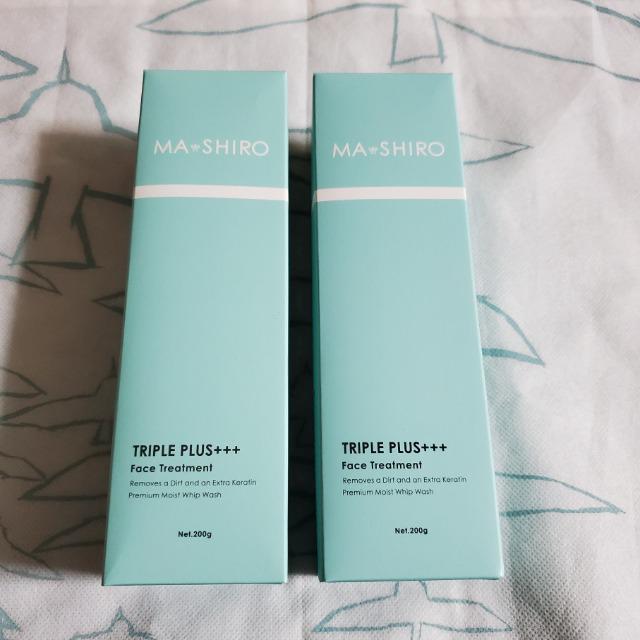 MA SHIRO
TRIPLE PLUS+++
Face Treatment
Removes a Dirt and an Extra Keratin
Premium Moist Whip Wash
Net.200g
MA SHIRO
TRIPLE PLUS+++
Face Treatment
Removes a Dirt and an Extra Keratin
Premium Moist Whip Wash
Net.200g